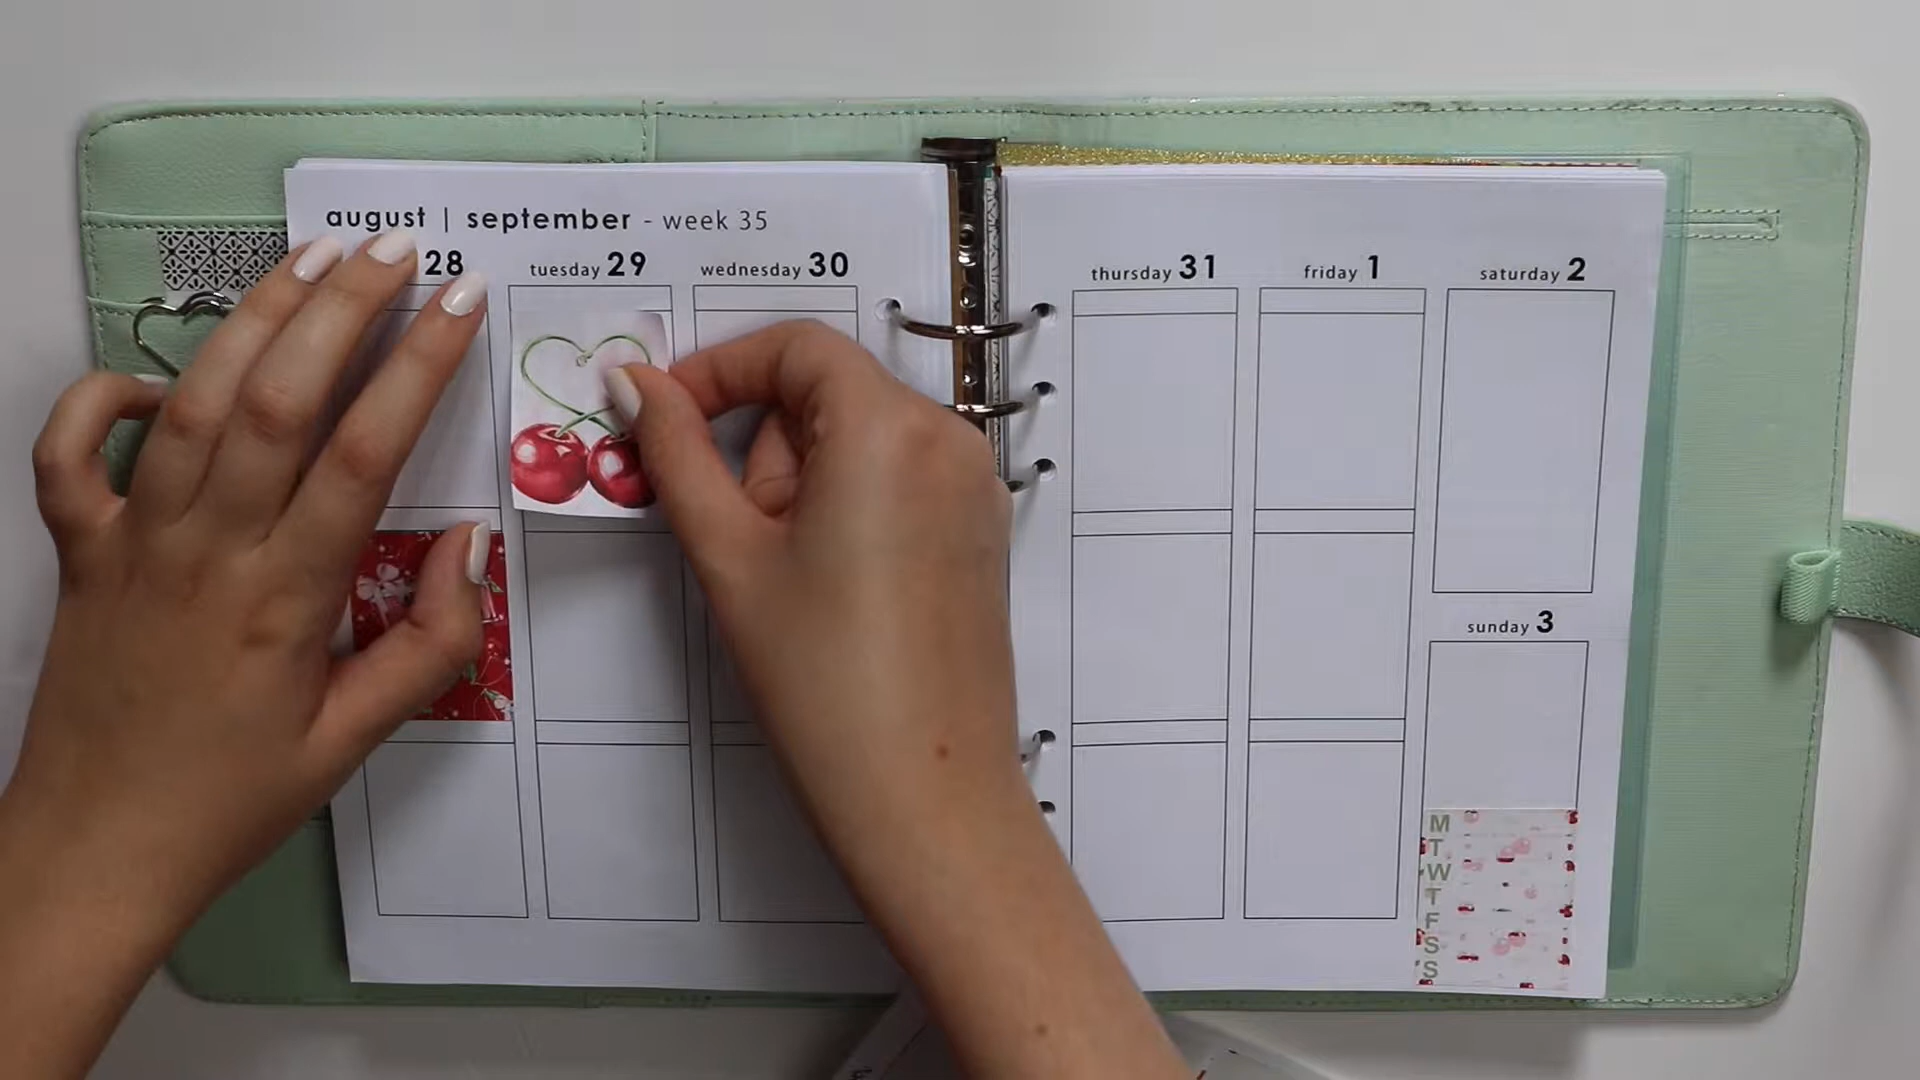 august | september - week 35
28
tuesday 29
wednesday 30
thursday 31
friday 1
saturday 2
sunday 3
M
T
W
T
F
S
S